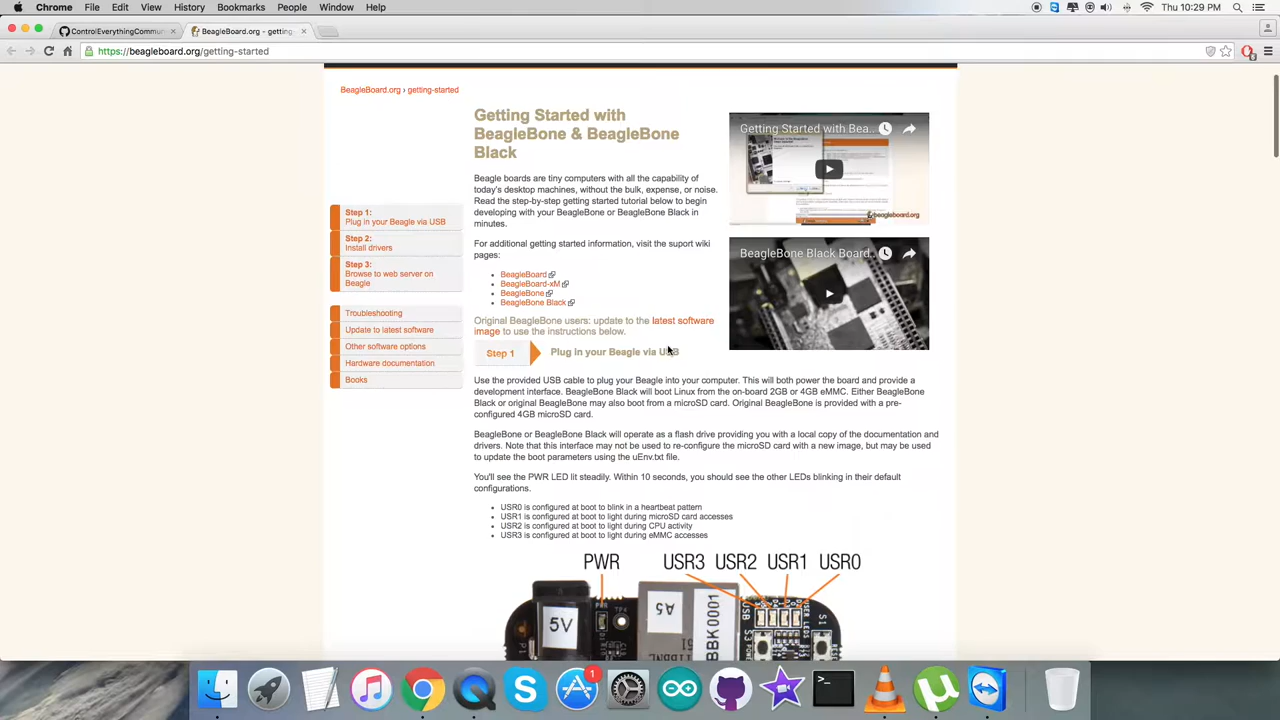 Chrome File Edit View History Bookmarks People Window Help
Thu 10:29 PM
ControlEverythingCommun
BeagleBoard.org - getting-
https://beagleboard.org/getting-started
BeagleBoard.org › getting-started
Step 1:
Plug in your Beagle via USB
Step 2:
Install drivers
Step 3:
Browse to web server on
Beagle
Troubleshooting
Update to latest software
Other software options
Hardware documentation
Books
Getting Started with
BeagleBone & BeagleBone
Black
Beagle boards are tiny computers with all the capability of
today's desktop machines, without the bulk, expense, or noise.
Read the step-by-step getting started tutorial below to begin
developing with your BeagleBone or BeagleBone Black in
minutes.
For additional getting started information, visit the suport wiki
pages:
BeagleBoard
BeagleBoard-xM
BeagleBone
BeagleBone Black
Original BeagleBone users: update to the latest software
image to use the instructions below.
Getting Started with Bea...
beagleboard.org
BeagleBone Black Board...
Step 1
Plug in your Beagle via USB
Use the provided USB cable to plug your Beagle into your computer. This will both power the board and provide a
development interface. BeagleBone Black will boot Linux from the on-board 2GB or 4GB eMMC. Either BeagleBone
Black or original BeagleBone may also boot from a microSD card. Original BeagleBone is provided with a pre-
configured 4GB microSD card.
BeagleBone or BeagleBone Black will operate as a flash drive providing you with a local copy of the documentation and
drivers. Note that this interface may not be used to re-configure the microSD card with a new image, but may be used
to update the boot parameters using the uEnv.txt file.
You'll see the PWR LED lit steadily. Within 10 seconds, you should see the other LEDs blinking in their default
configurations.
USR0 is configured at boot to blink in a heartbeat pattern
USR1 is configured at boot to light during microSD card accesses
USR2 is configured at boot to light during CPU activity
USR3 is configured at boot to light during eMMC accesses
PWR USR3 USR2 USR1 USR0
5V
PWR
D1
TP4
A5
BBK0001
USB
USER LEDS
S1
S3
1